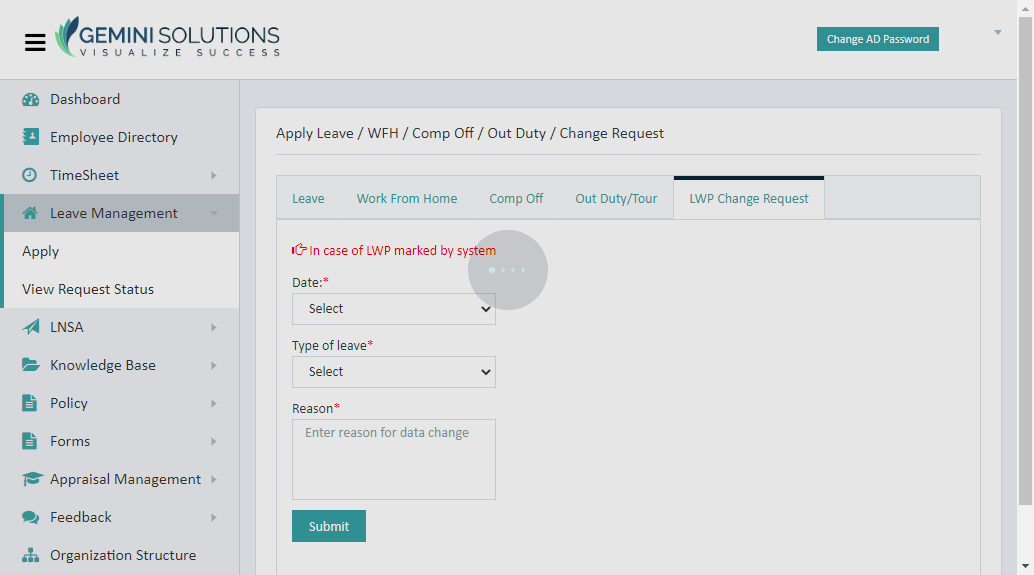 GEMINI SOLUTIONS
VISUALIZE SUCCESS
Change AD Password
Dashboard
Employee Directory
TimeSheet
Leave Management
Apply
View Request Status
LNSA
Knowledge Base
Policy
Forms
Appraisal Management
Feedback
Organization Structure
Apply Leave / WFH / Comp Off / Out Duty / Change Request
Leave
Work From Home
Comp Off
Out Duty/Tour
LWP Change Request
In case of LWP marked by system
Date:*
Select
Type of leave*
Select
Reason*
Enter reason for data change
Submit